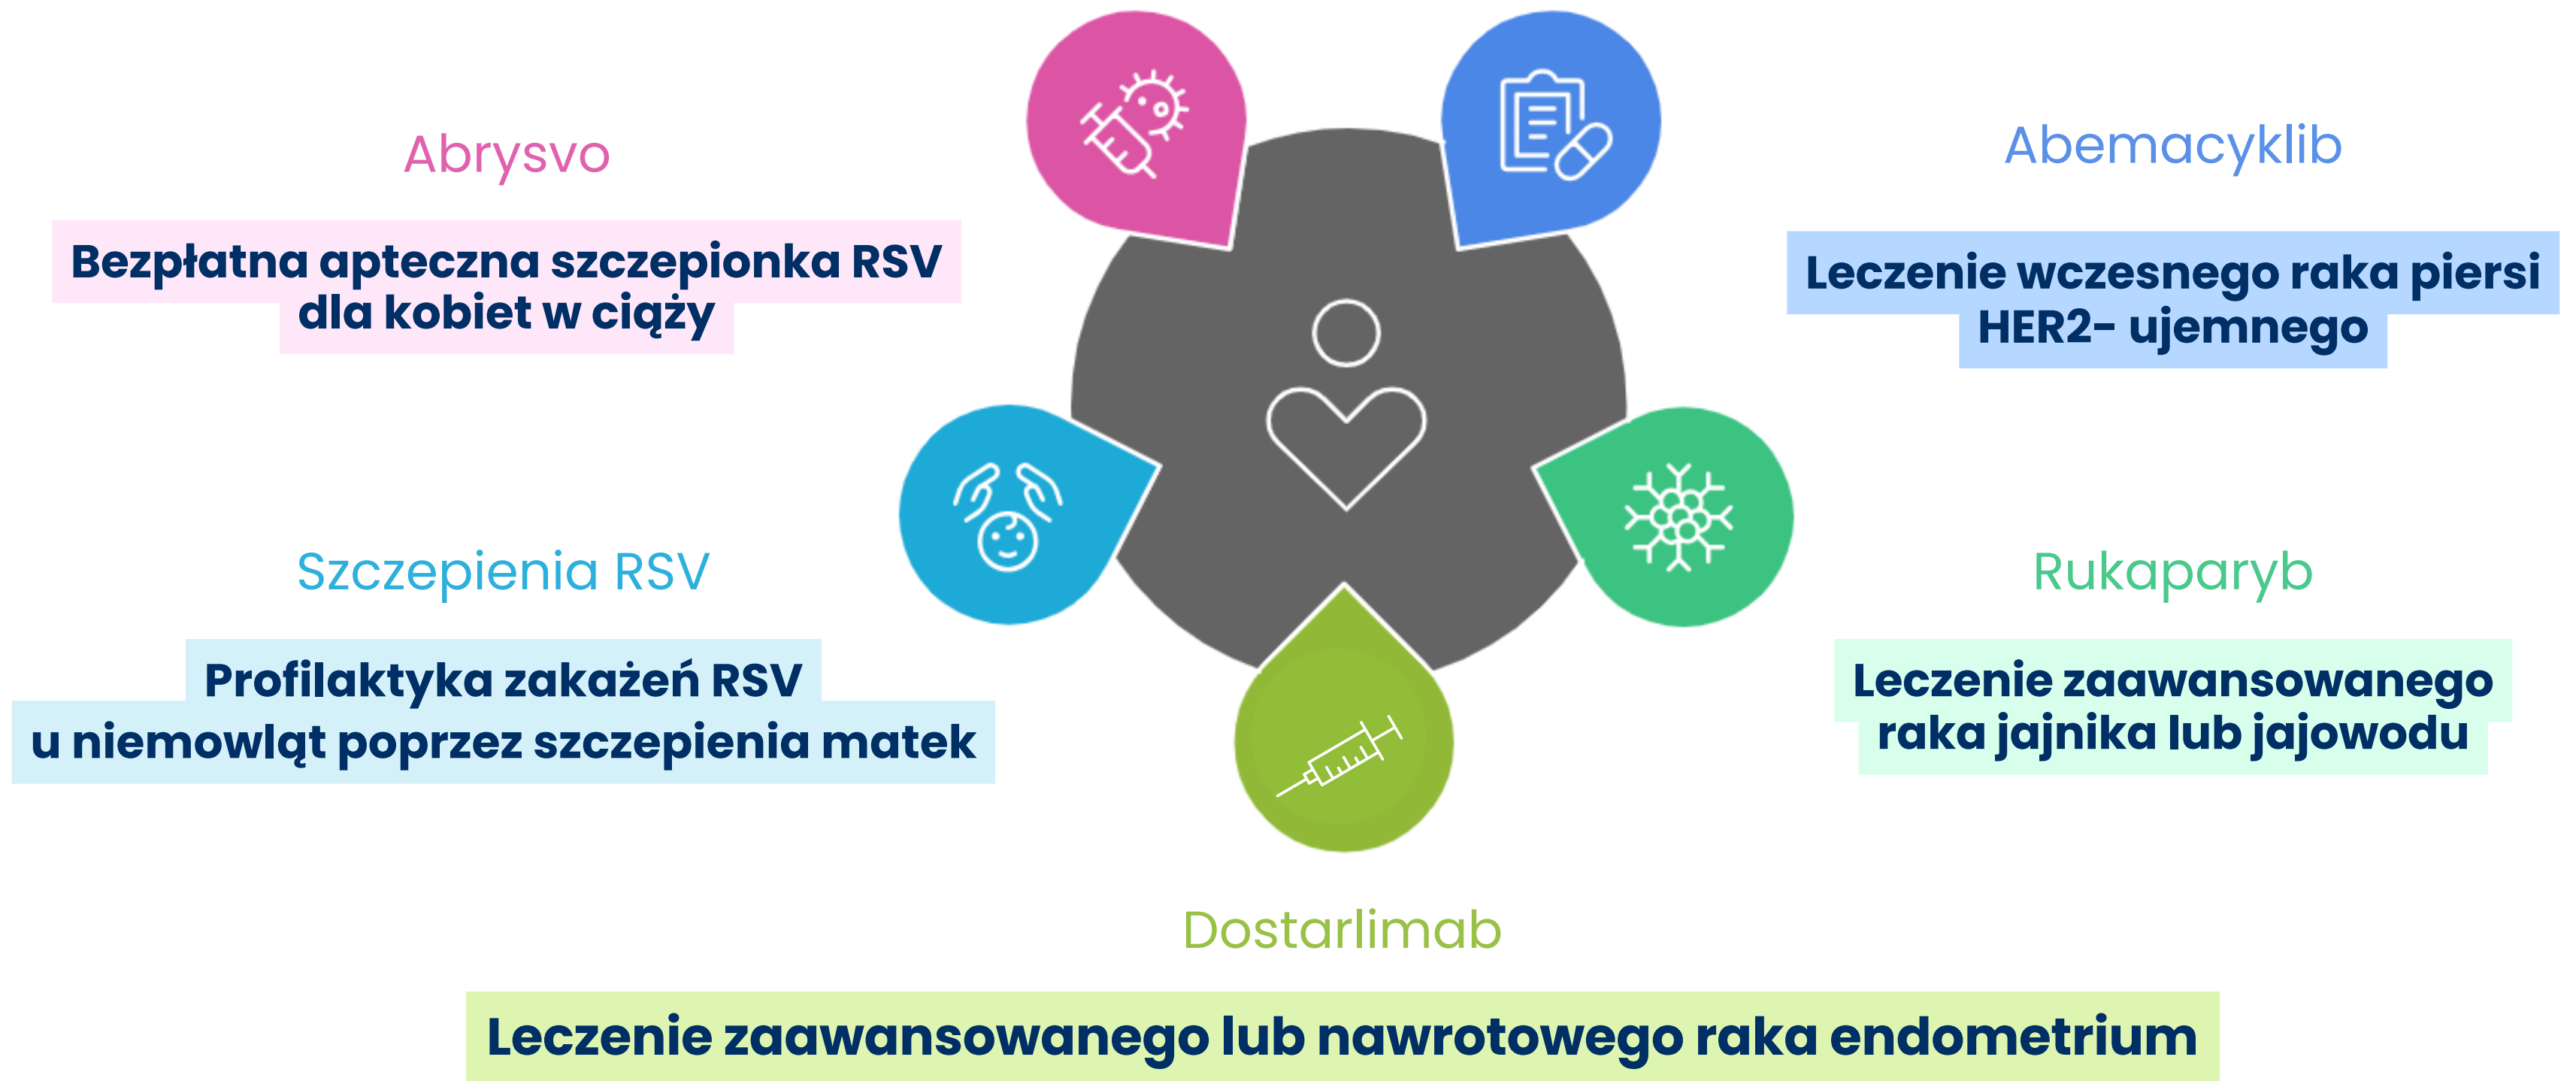 Abrysvo
Bezpłatna apteczna szczepionka RSV
dla kobiet w ciąży
Abemacyklib
Leczenie wczesnego raka piersi
HER2- ujemnego
Szczepienia RSV
Profilaktyka zakażeń RSV
u niemowląt poprzez szczepienia matek
Rukaparyb
Leczenie zaawansowanego
raka jajnika lub jajowodu
Dostarlimab
Leczenie zaawansowanego lub nawrotowego raka endometrium